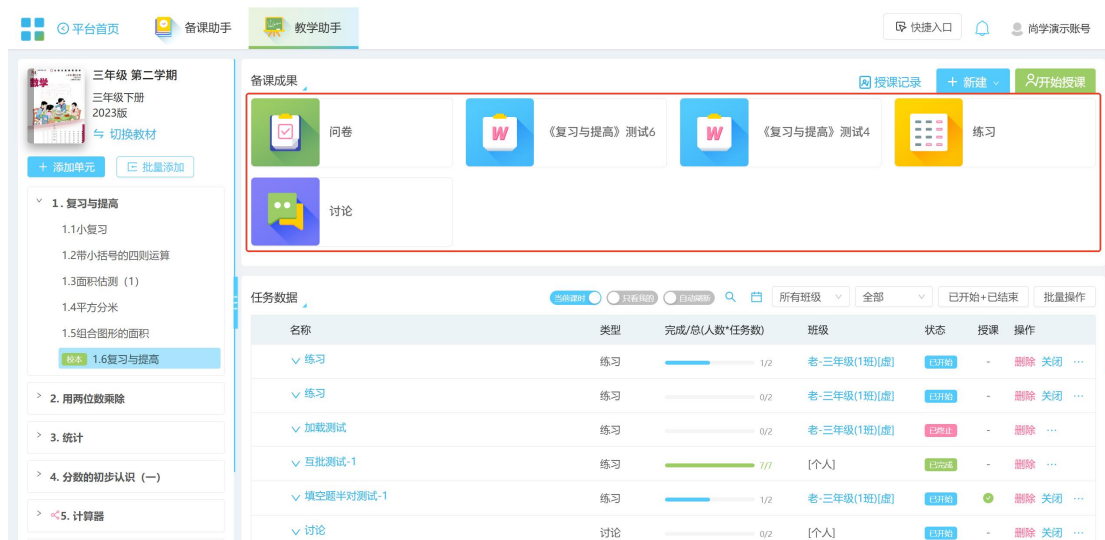 平台首页 备课助手 教学助手 快捷入口 尚学演示账号
数学
三年级 第二学期
三年级下册
2023版
切换教材
+ 添加单元 批量添加
1. 复习与提高
1.1小复习
1.2带小括号的四则运算
1.3面积估测（1）
1.4平方分米
1.5组合图形的面积
校本 1.6复习与提高
2. 用两位数乘除
3. 统计
4. 分数的初步认识（一）
5. 计算器
备课成果 授课记录 + 新建 开始授课
问卷 W 《复习与提高》测试6 W 《复习与提高》测试4 练习
讨论
任务数据 当前课时 只看我的 自动刷新 所有班级 全部 已开始+已结束 批量操作
名称 类型 完成/总(人数*任务数) 班级 状态 授课 操作
练习 练习 1/2 老-三年级(1班)[虚] 已开始 - 删除 关闭 ···
练习 练习 0/2 老-三年级(1班)[虚] 已开始 - 删除 关闭 ···
加载测试 练习 0/2 老-三年级(1班)[虚] 已终止 - 删除 ···
互批测试-1 练习 7/7 [个人] 已完成 - 删除 ···
填空题半对测试-1 练习 1/2 老-三年级(1班)[虚] 已开始 删除 关闭 ···
讨论 讨论 0/2 [个人] 已开始 - 删除 关闭 ···